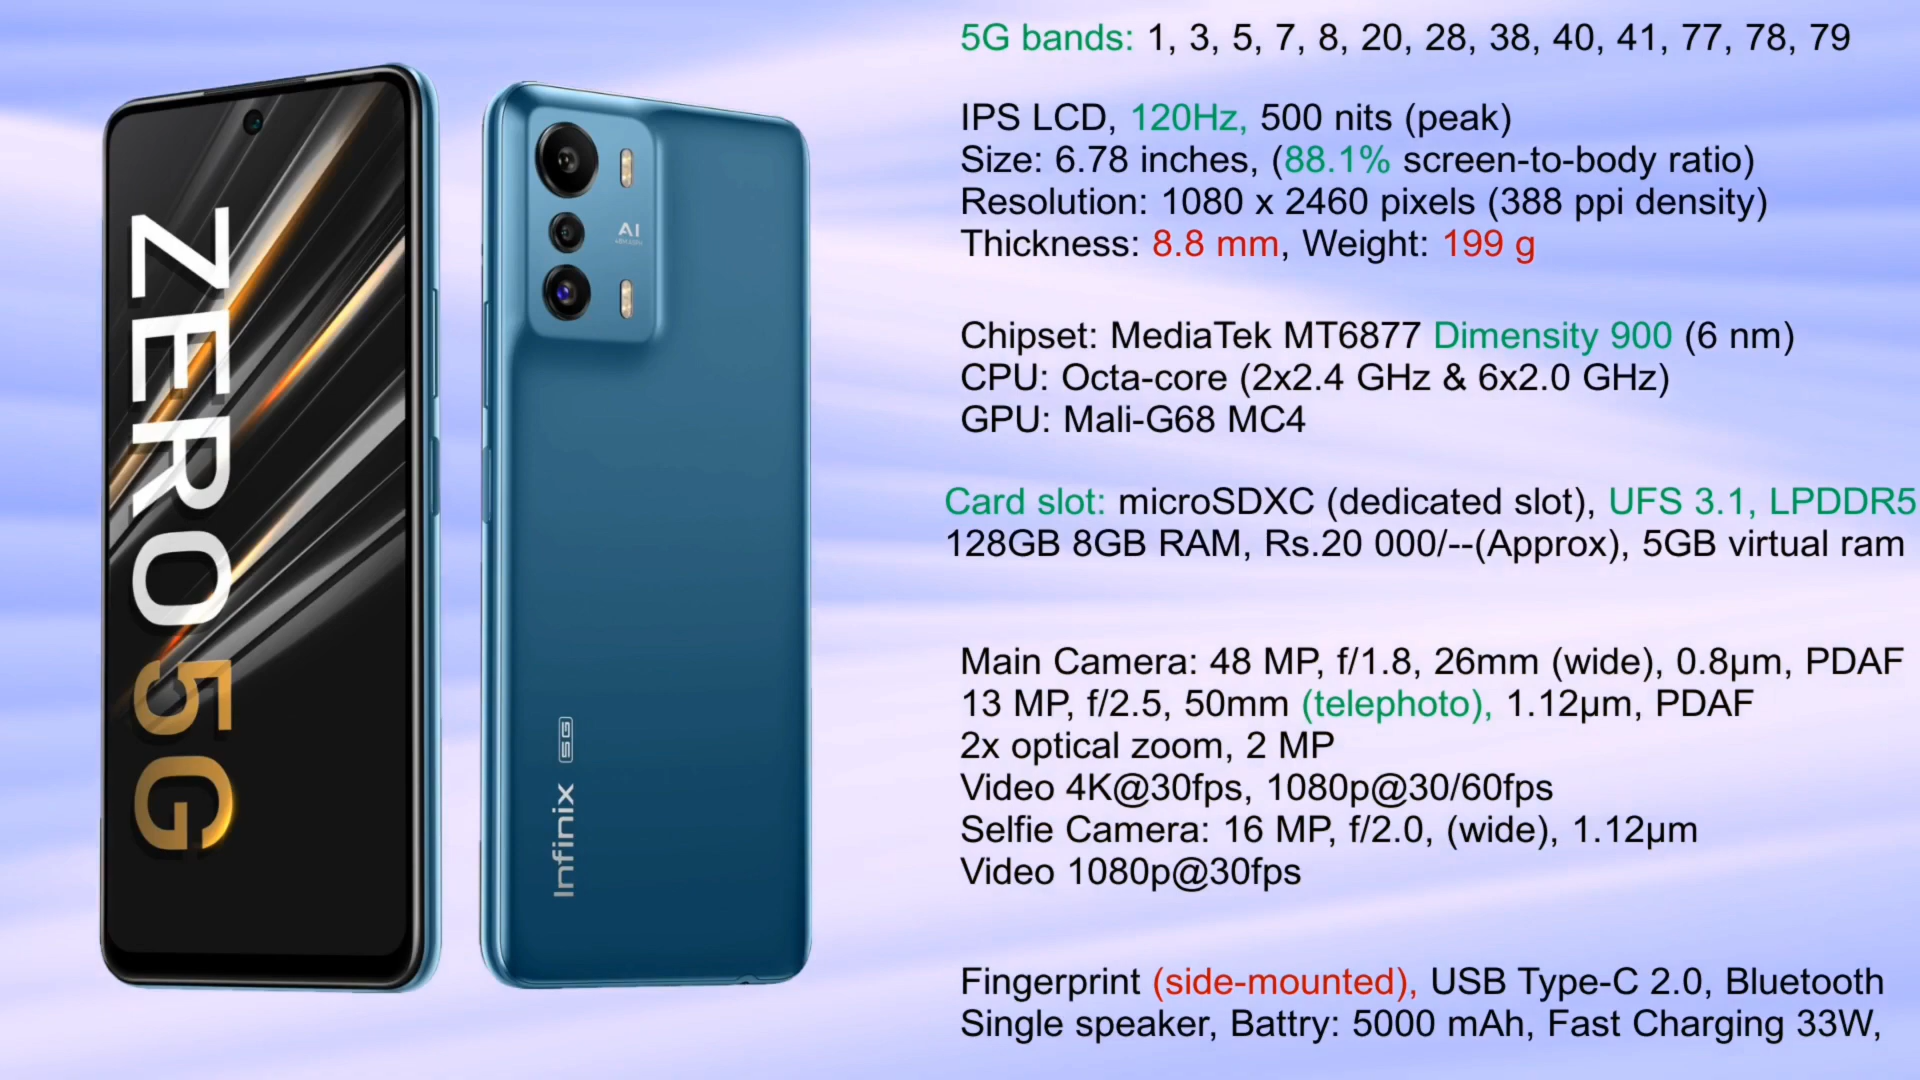 ZERO 5G
AI
Infinix 5G
5G bands: 1, 3, 5, 7, 8, 20, 28, 38, 40, 41, 77, 78, 79
IPS LCD, 120Hz, 500 nits (peak)
Size: 6.78 inches, (88.1% screen-to-body ratio)
Resolution: 1080 x 2460 pixels (388 ppi density)
Thickness: 8.8 mm, Weight: 199 g
Chipset: MediaTek MT6877 Dimensity 900 (6 nm)
CPU: Octa-core (2x2.4 GHz & 6x2.0 GHz)
GPU: Mali-G68 MC4
Card slot: microSDXC (dedicated slot), UFS 3.1, LPDDR5
128GB 8GB RAM, Rs.20 000/--(Approx), 5GB virtual ram
Main Camera: 48 MP, f/1.8, 26mm (wide), 0.8µm, PDAF
13 MP, f/2.5, 50mm (telephoto), 1.12µm, PDAF
2x optical zoom, 2 MP
Video 4K@30fps, 1080p@30/60fps
Selfie Camera: 16 MP, f/2.0, (wide), 1.12µm
Video 1080p@30fps
Fingerprint (side-mounted), USB Type-C 2.0, Bluetooth
Single speaker, Battry: 5000 mAh, Fast Charging 33W,